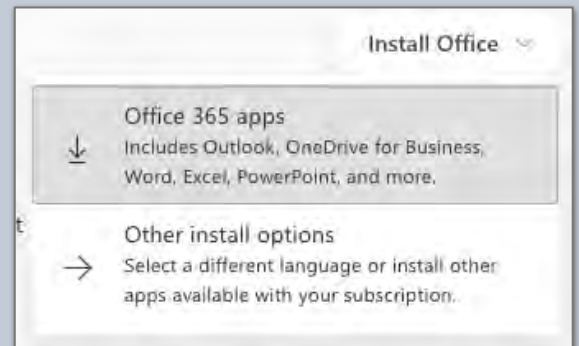 Install Office
Office 365 apps
Includes Outlook, OneDrive for Business,
Word, Excel, PowerPoint, and more.
t
Other install options
Select a different language or install other
apps available with your subscription.